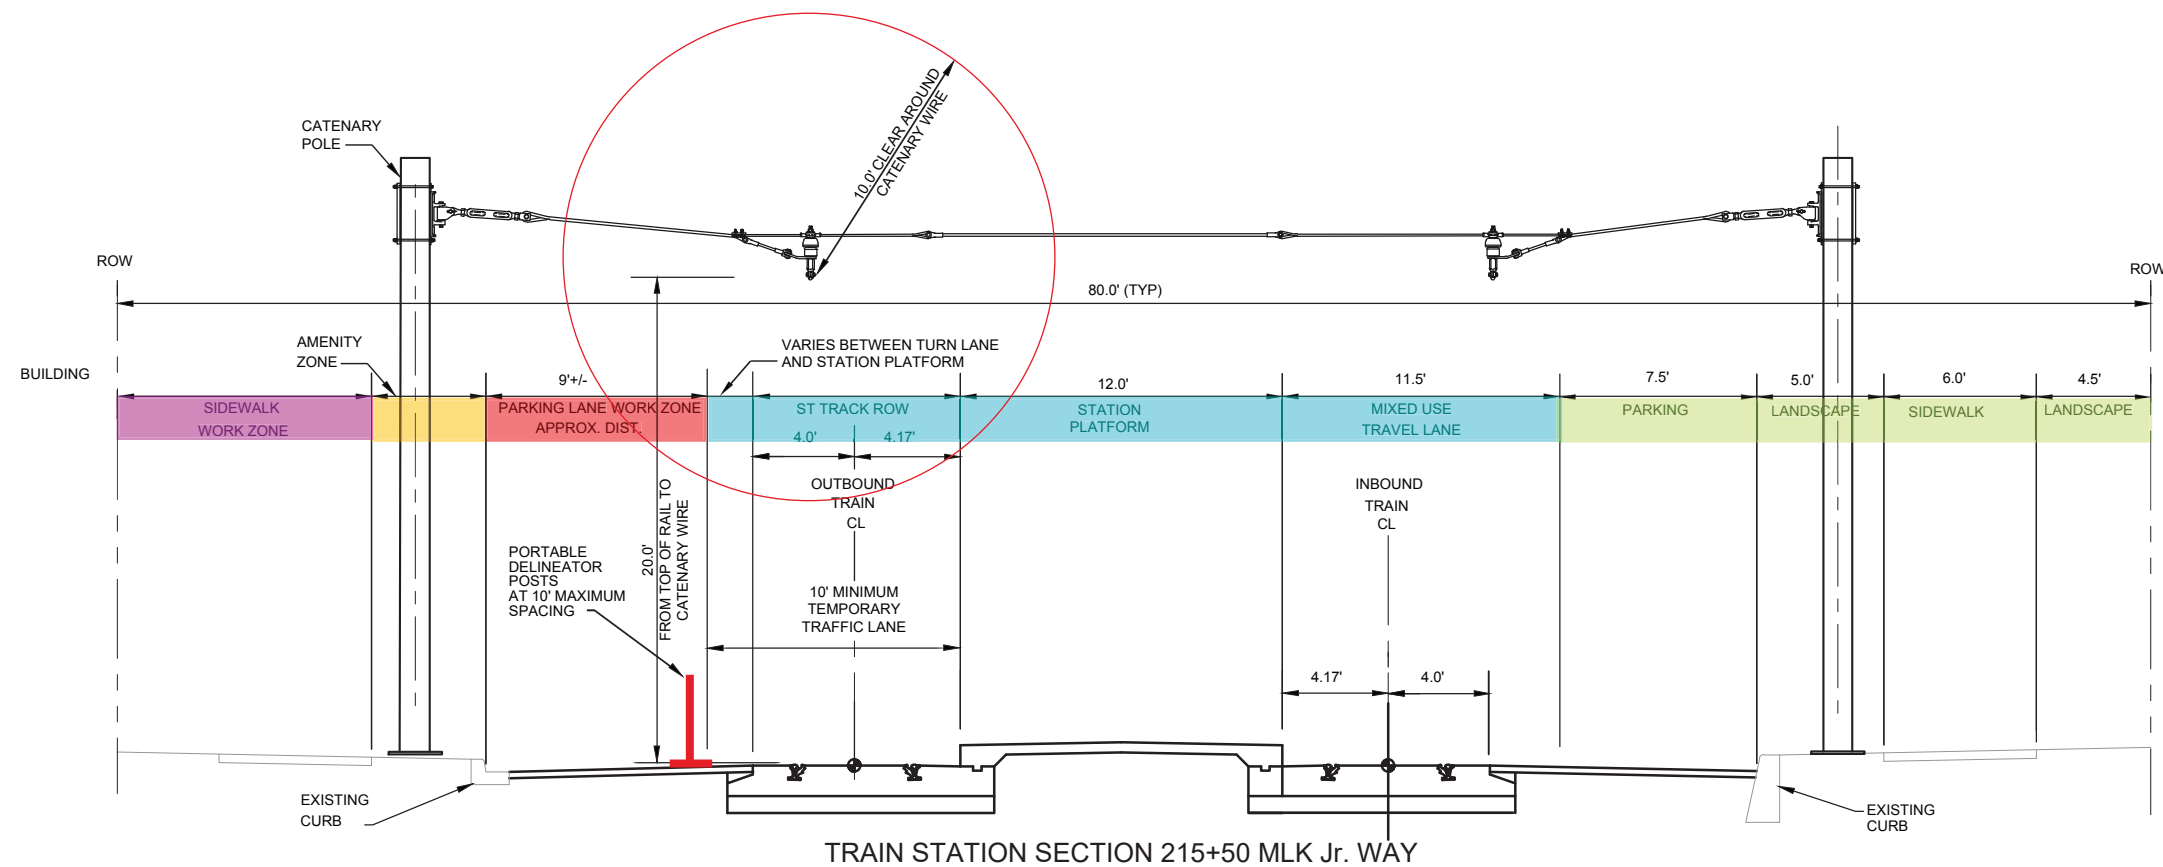 CATENARY
POLE
10.0' CLEAR AROUND
CATENARY WIRE
ROW
ROW
80.0' (TYP)
AMENITY
ZONE
VARIES BETWEEN TURN LANE
AND STATION PLATFORM
BUILDING
9'+/-
12.0'
11.5'
7.5'
5.0'
6.0'
4.5'
SIDEWALK
WORK ZONE
PARKING LANE WORK ZONE
APPROX. DIST.
ST TRACK ROW
4.0'
4.17'
STATION
PLATFORM
MIXED USE
TRAVEL LANE
PARKING
LANDSCAPE
SIDEWALK
LANDSCAPE
OUTBOUND
TRAIN
CL
INBOUND
TRAIN
CL
20.0'
FROM TOP OF RAIL TO
CATENARY WIRE
PORTABLE
DELINEATOR
POSTS
AT 10' MAXIMUM
SPACING
10' MINIMUM
TEMPORARY
TRAFFIC LANE
4.17'
4.0'
EXISTING
CURB
EXISTING
CURB
TRAIN STATION SECTION 215+50 MLK Jr. WAY